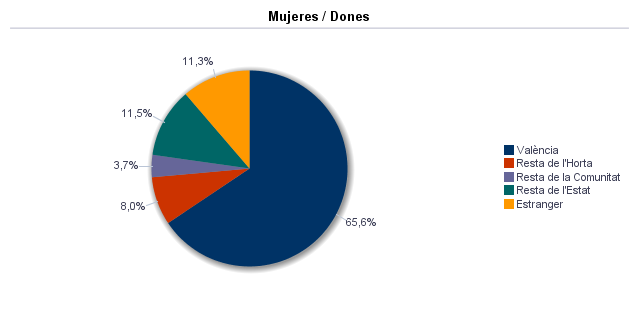 Mujeres / Dones
11,3%
11,5%
3,7%
8,0%
65,6%
València
Resta de l'Horta
Resta de la Comunitat
Resta de l'Estat
Estranger